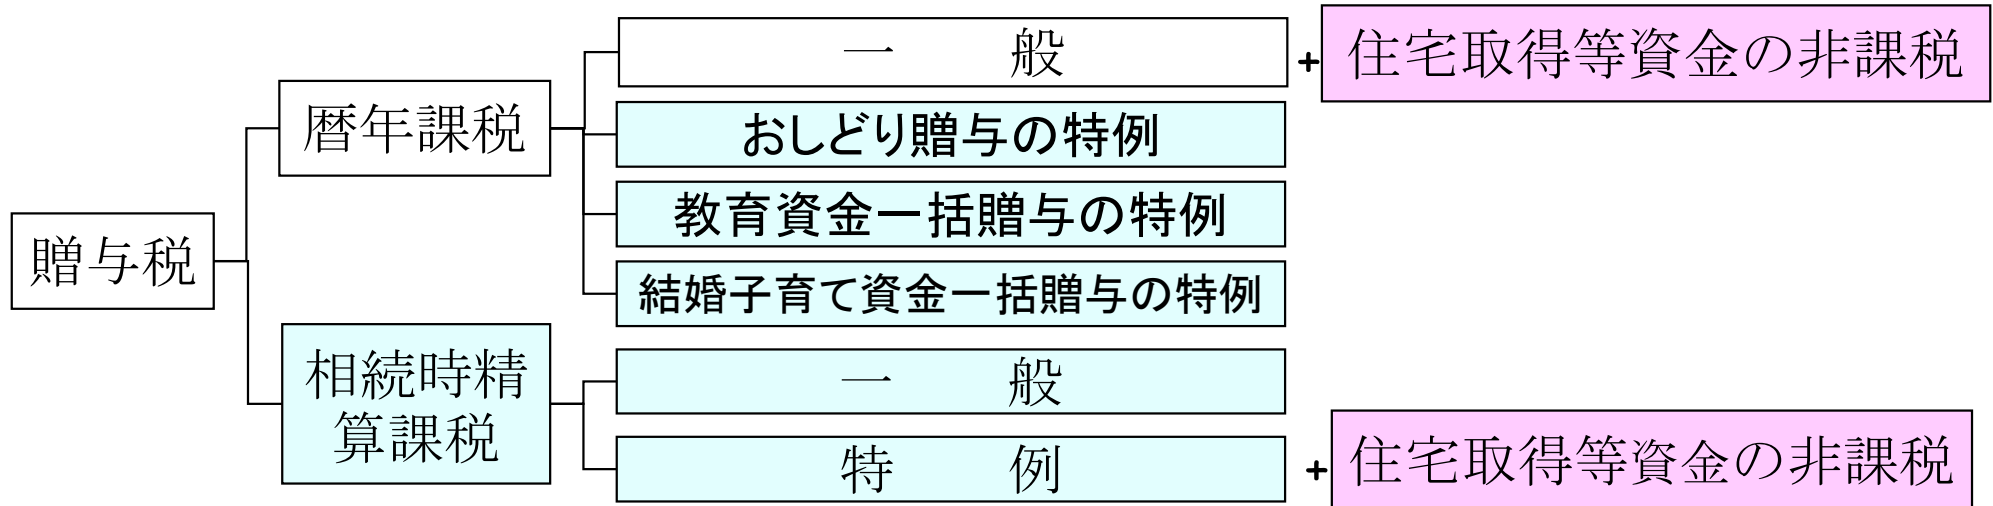 一　　般
+
住宅取得等資金の非課税
暦年課税
おしどり贈与の特例
教育資金一括贈与の特例
贈与税
結婚子育て資金一括贈与の特例
相続時精
算課税
一　　般
特　　例
+
住宅取得等資金の非課税